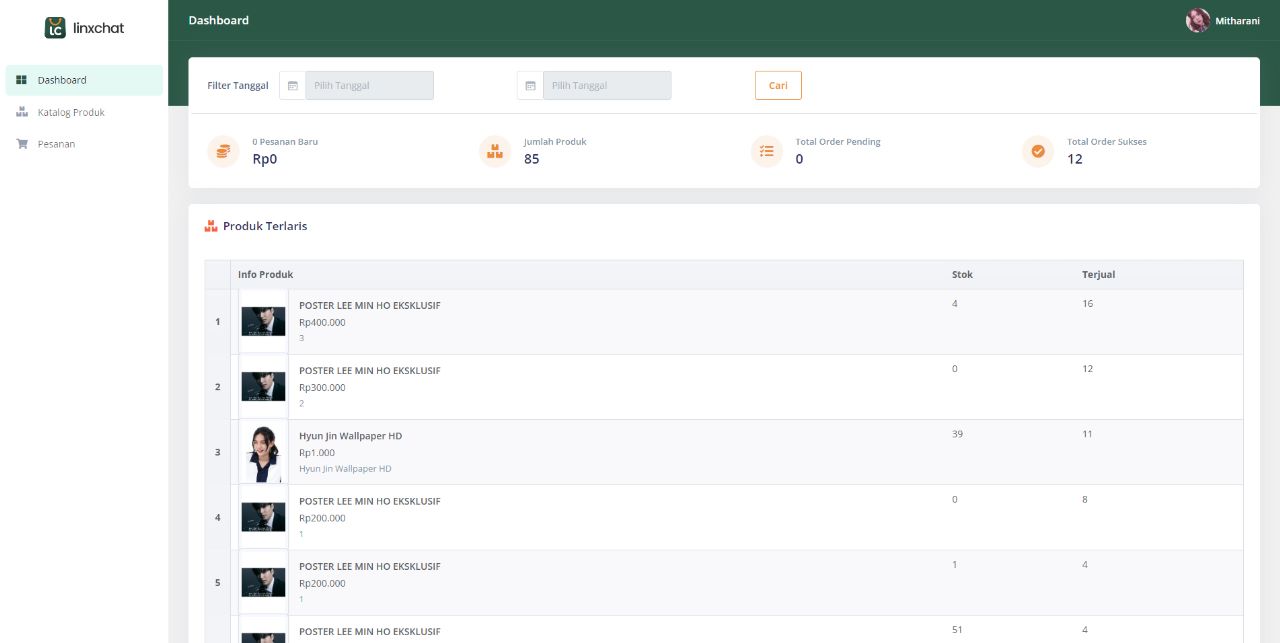 linxchat
Dashboard
Mitharani
Dashboard
Katalog Produk
Pesanan
Filter Tanggal
Pilih Tanggal
Pilih Tanggal
Cari
0 Pesanan Baru
Rp0
Jumlah Produk
85
Total Order Pending
0
Total Order Sukses
12
Produk Terlaris
Info Produk Stok Terjual
1
POSTER LEE MIN HO EKSKLUSIF 4 16
Rp400.000
3
2
POSTER LEE MIN HO EKSKLUSIF 0 12
Rp300.000
2
3
Hyun Jin Wallpaper HD 39 11
Rp1.000
Hyun Jin Wallpaper HD
4
POSTER LEE MIN HO EKSKLUSIF 0 8
Rp200.000
1
5
POSTER LEE MIN HO EKSKLUSIF 1 4
Rp200.000
1
POSTER LEE MIN HO EKSKLUSIF 51 4